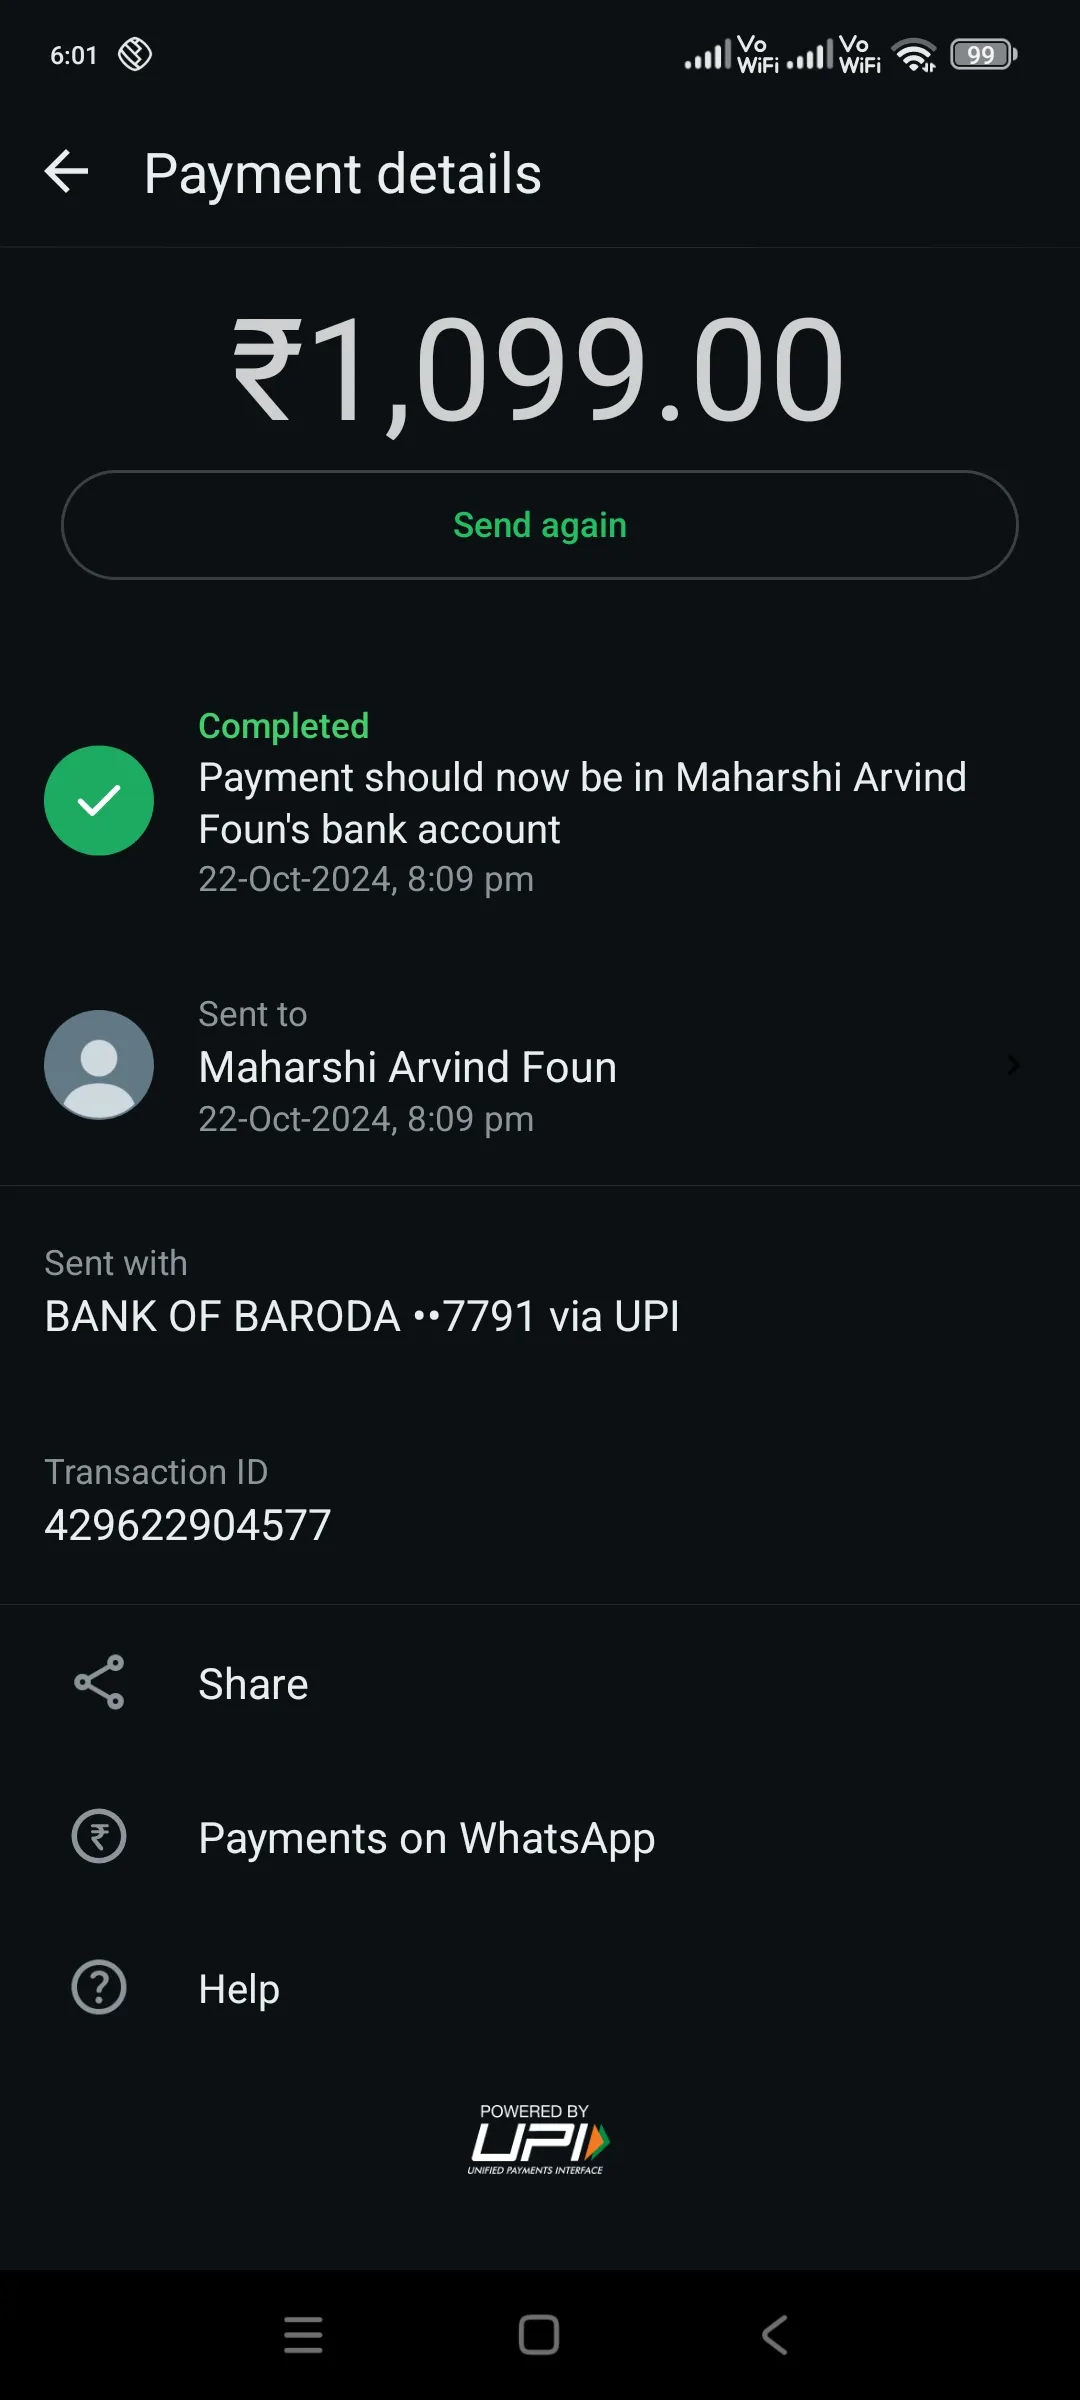 6:01
Vo WiFi Vo WiFi 99
Payment details
₹1,099.00
Send again
Completed
Payment should now be in Maharshi Arvind
Foun's bank account
22-Oct-2024, 8:09 pm
Sent to
Maharshi Arvind Foun
22-Oct-2024, 8:09 pm
Sent with
BANK OF BARODA ••7791 via UPI
Transaction ID
429622904577
Share
Payments on WhatsApp
Help
POWERED BY
UPI
UNIFIED PAYMENTS INTERFACE